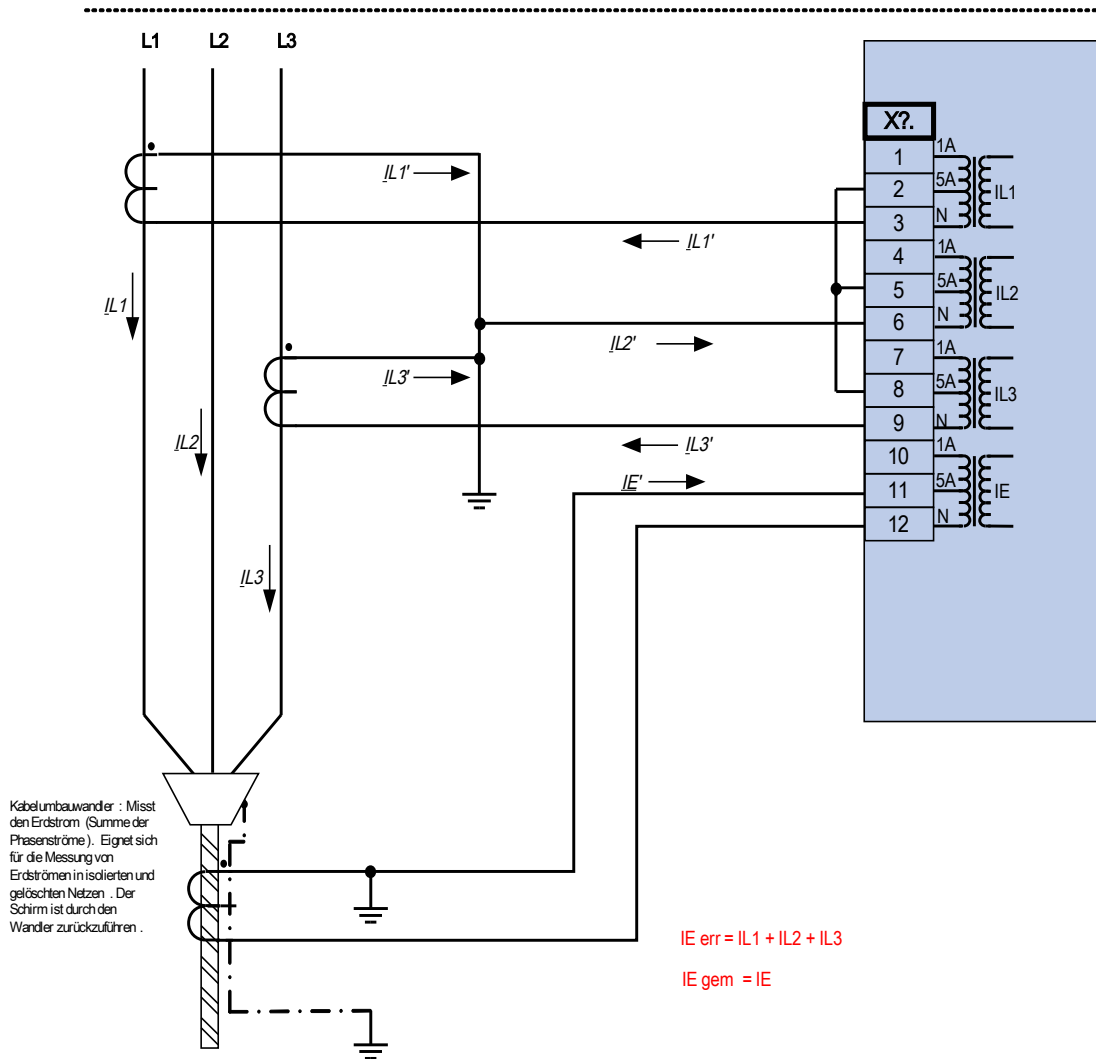 L1 L2 L3
X?.
1 1A
2 5A IL1
3 N
4 1A
5 5A IL2
6 N
7 1A
8 5A IL3
9 N
10 1A
11 5A IE
12 N
IL1'
IL1'
IL1
IL2'
IL3'
IL2
IL3'
IE'
IL3
Kabelumbauwandler : Misst
den Erdstrom (Summe der
Phasenströme ). Eignet sich
für die Messung von
Erdströmen in isolierten und
gelöschten Netzen . Der
Schirm ist durch den
Wandler zurückzuführen .
IE err = IL1 + IL2 + IL3
IE gem = IE